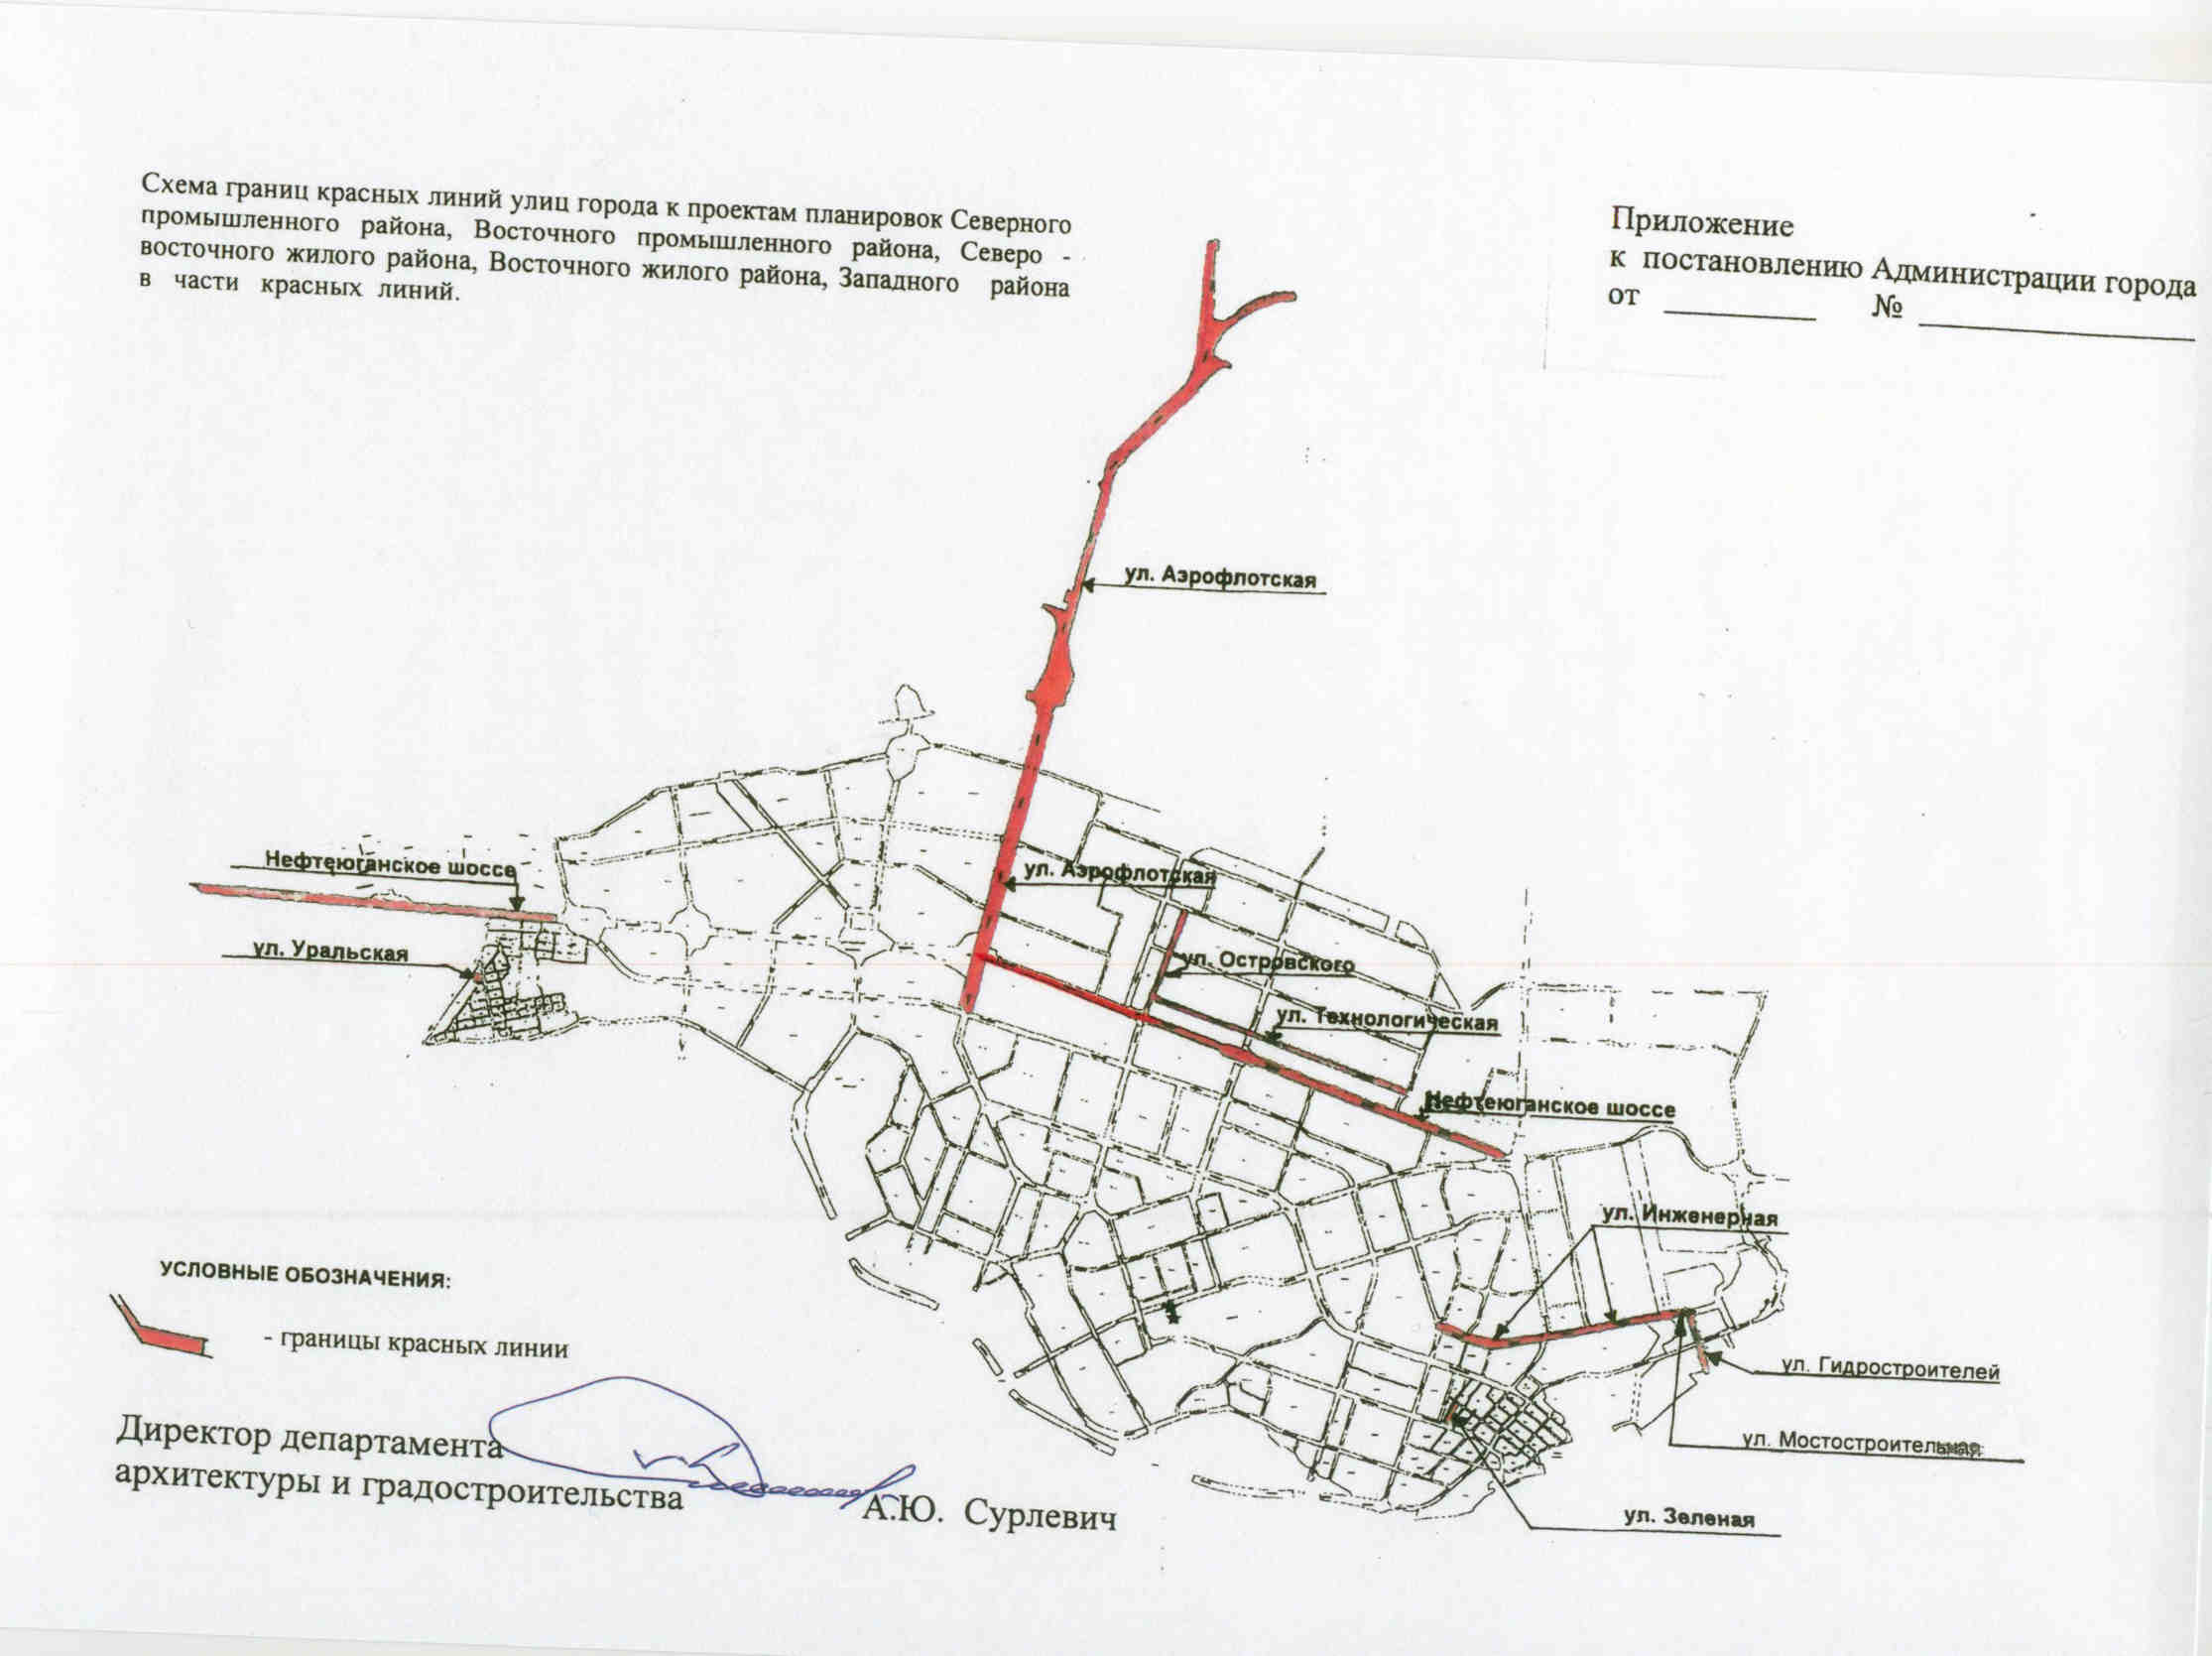 Схема границ красных линий улиц города к проектам планировок Северного
промышленного района, Восточного промышленного района, Северо -
восточного жилого района, Восточного жилого района, Западного района
в части красных линий.
Приложение
к постановлению Администрации города
от __________ № __________
ул. Аэрофлотская
Нефтеюганское шоссе
ул. Аэрофлотская
ул. Уральская
ул. Островского
ул. Технологическая
Нефтеюганское шоссе
ул. Инженерная
ул. Гидростроителей
ул. Мостостроительная
ул. Зеленая
УСЛОВНЫЕ ОБОЗНАЧЕНИЯ:
- границы красных линии
Директор департамента
архитектуры и градостроительства А.Ю. Сурлевич